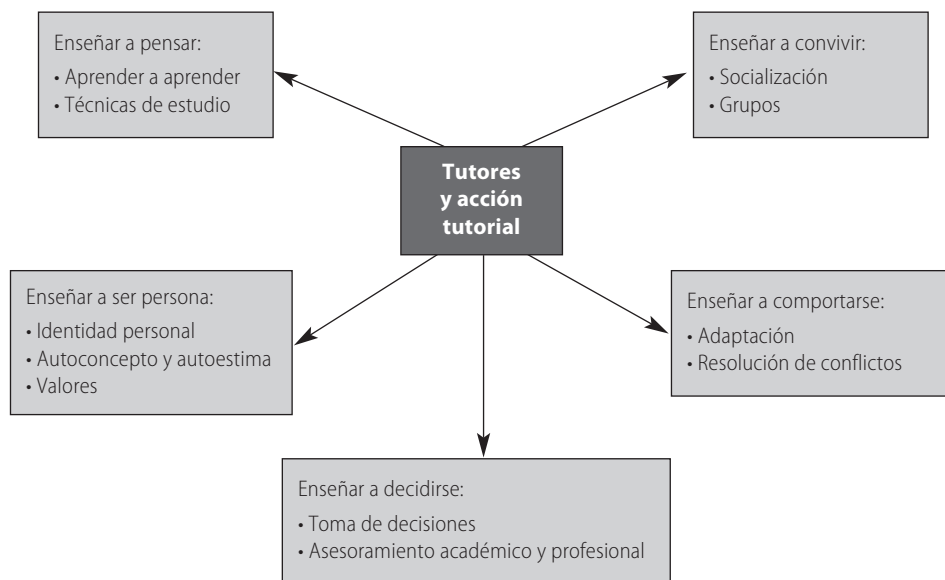 Enseñar a pensar:
• Aprender a aprender
• Técnicas de estudio
Enseñar a convivir:
• Socialización
• Grupos
Tutores
y acción
tutorial
Enseñar a ser persona:
• Identidad personal
• Autoconcepto y autoestima
• Valores
Enseñar a comportarse:
• Adaptación
• Resolución de conflictos
Enseñar a decidirse:
• Toma de decisiones
• Asesoramiento académico y profesional